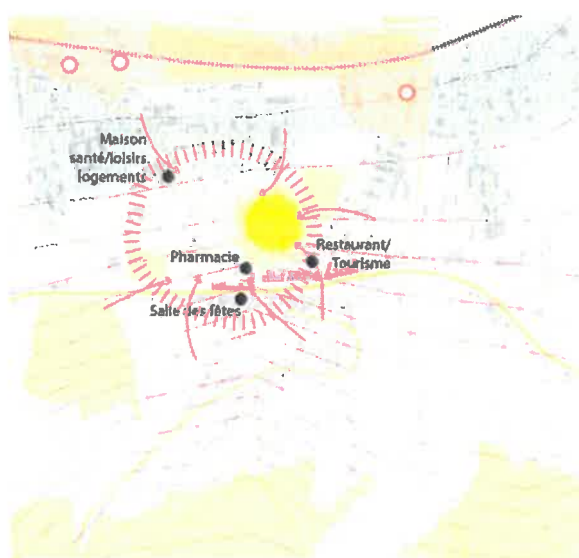 Maison
santé/loisirs
logements
Restaurant/
Tourisme
Pharmacie
Salle des fêtes